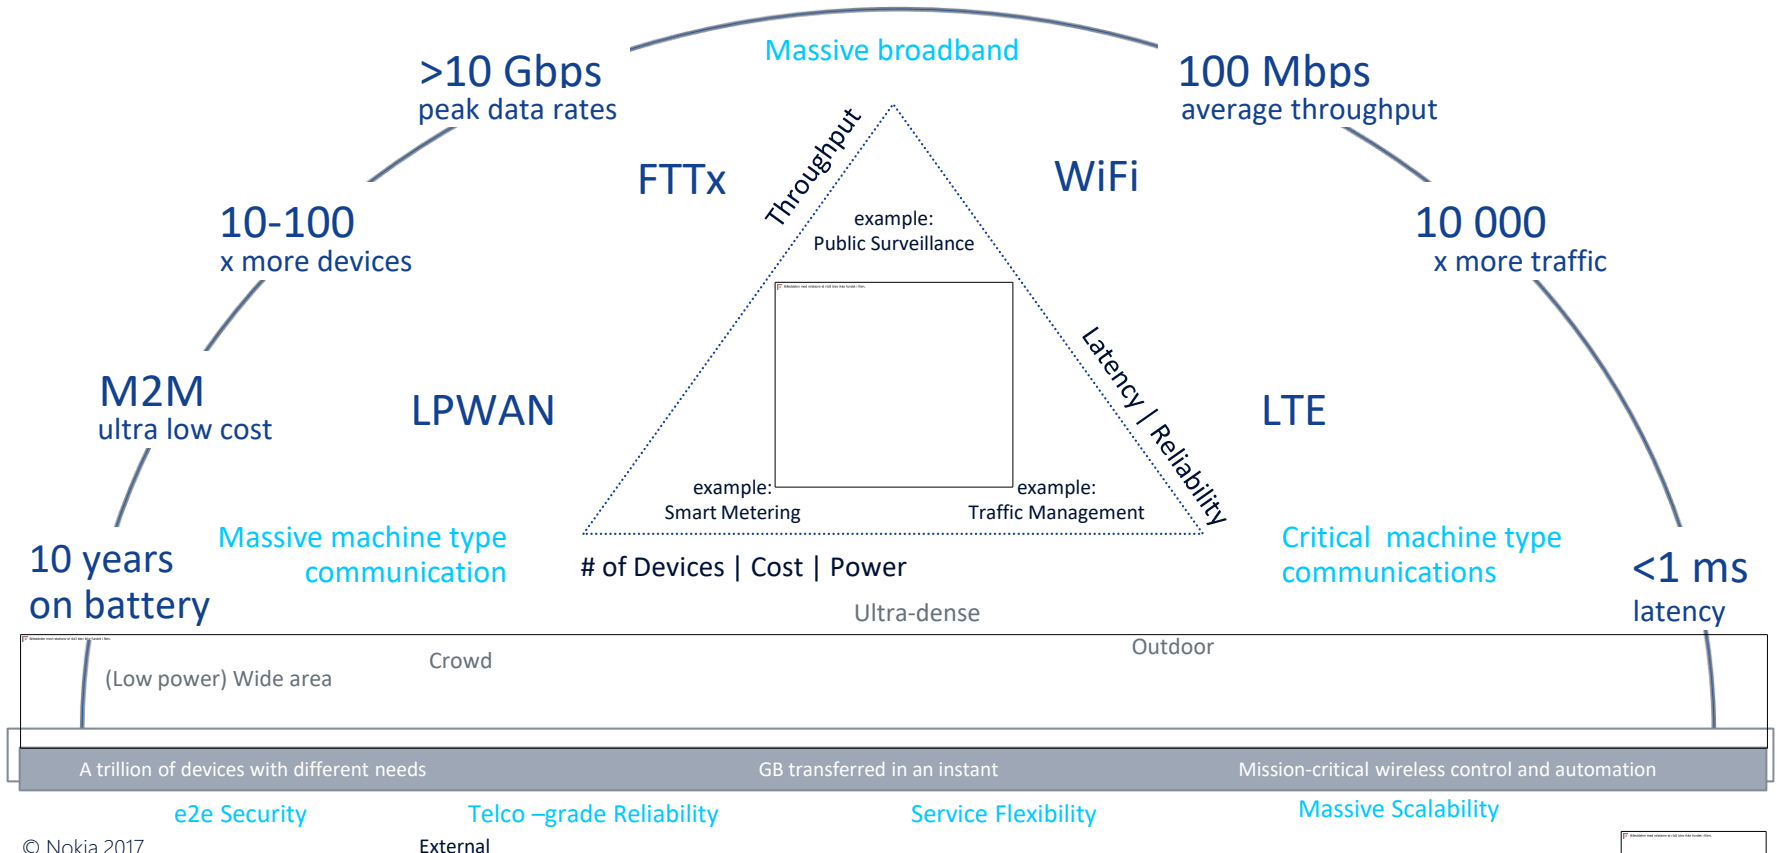 Massive broadband
>10 Gbps
peak data rates
100 Mbps
average throughput
FTTx
Throughput
WiFi
10-100
x more devices
example:
Public Surveillance
10 000
x more traffic
M2M
ultra low cost
LPWAN
Latency | Reliability
LTE
example:
Smart Metering
example:
Traffic Management
Massive machine type
communication
# of Devices | Cost | Power
Critical machine type
communications
10 years
on battery
<1 ms
latency
Ultra-dense
Outdoor
Crowd
(Low power) Wide area
A trillion of devices with different needs
GB transferred in an instant
Mission-critical wireless control and automation
e2e Security
Telco –grade Reliability
Service Flexibility
Massive Scalability
© Nokia 2017
External